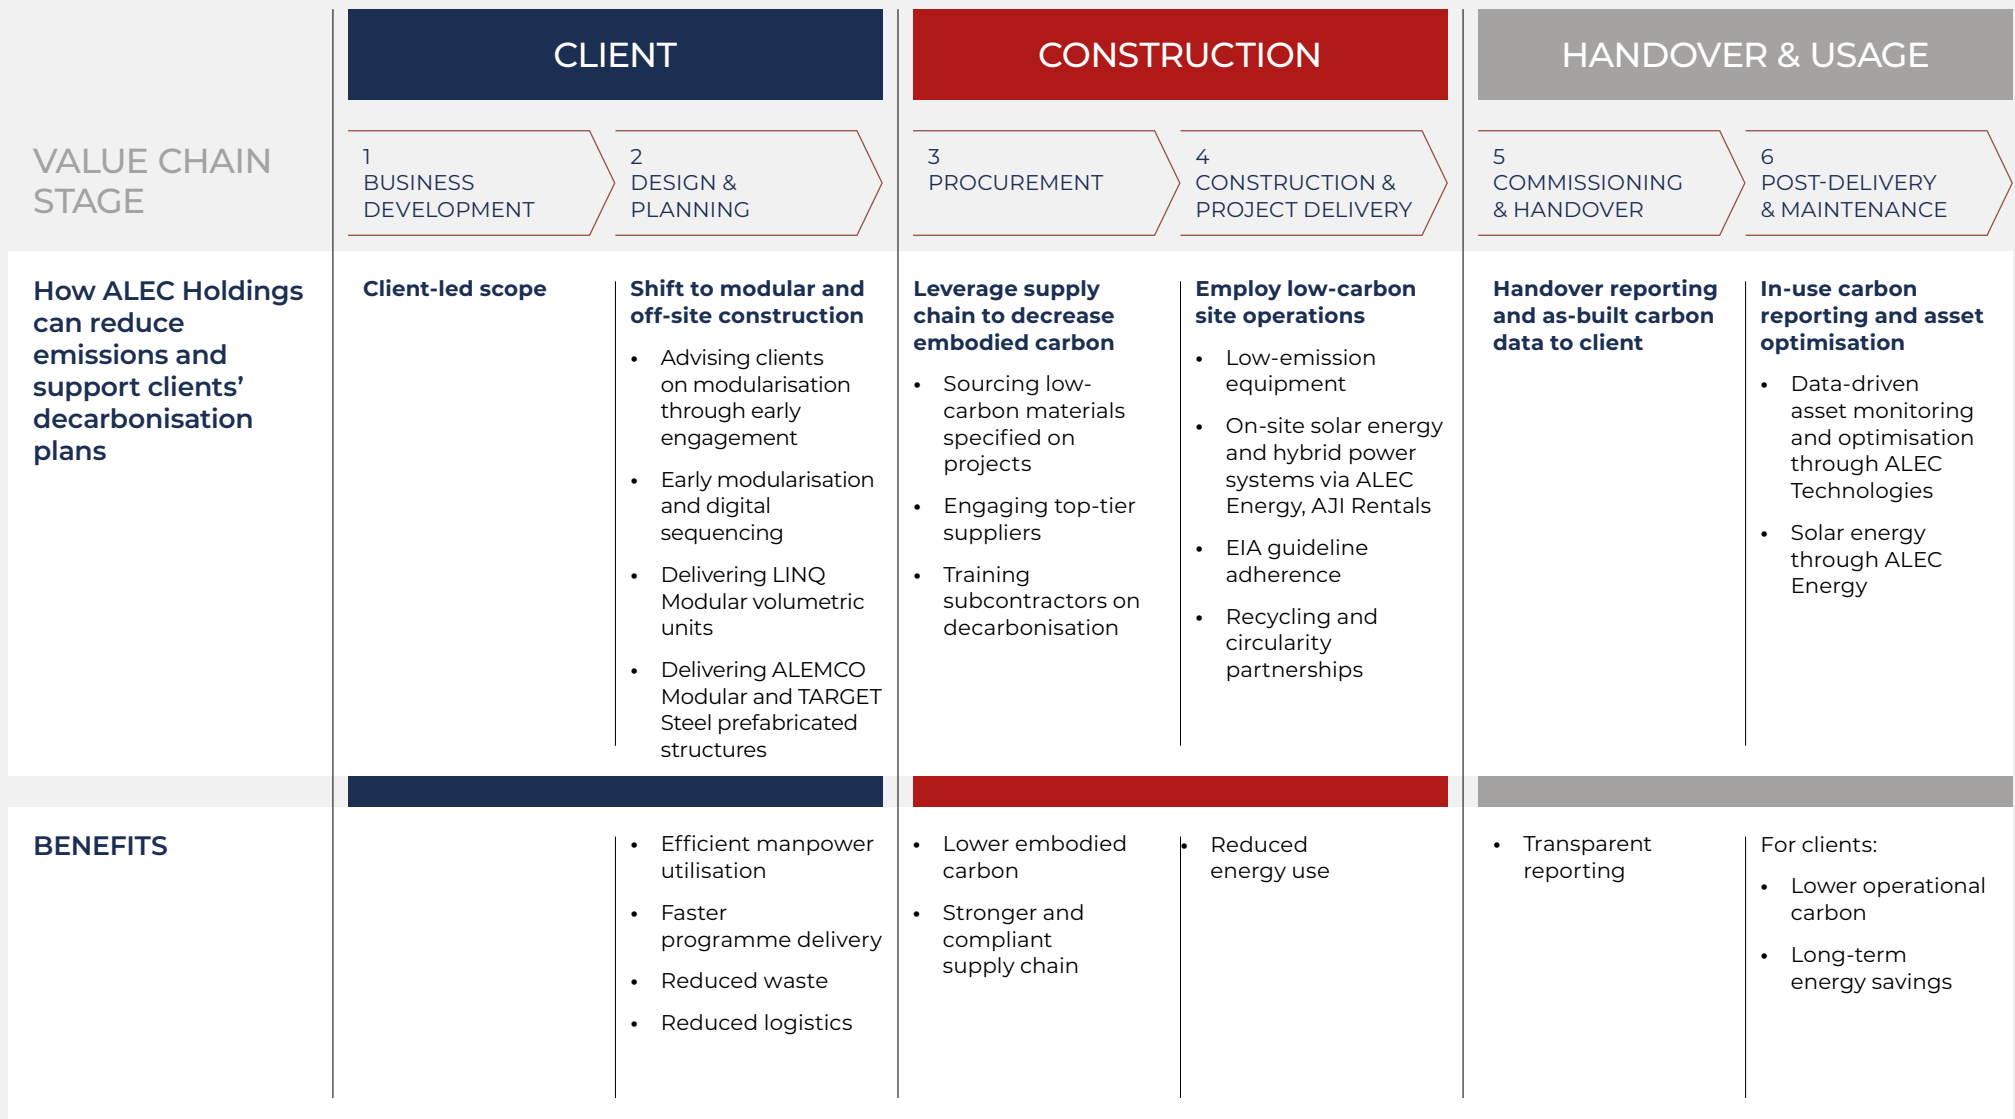 CLIENT
CONSTRUCTION
HANDOVER & USAGE
VALUE CHAIN
STAGE
1
BUSINESS
DEVELOPMENT
2
DESIGN &
PLANNING
3
PROCUREMENT
4
CONSTRUCTION &
PROJECT DELIVERY
5
COMMISSIONING
& HANDOVER
6
POST-DELIVERY
& MAINTENANCE
How ALEC Holdings
can reduce
emissions and
support clients’
decarbonisation
plans
Client-led scope
Shift to modular and
off-site construction
• Advising clients
on modularisation
through early
engagement
• Early modularisation
and digital
sequencing
• Delivering LINQ
Modular volumetric
units
• Delivering ALEMCO
Modular and TARGET
Steel prefabricated
structures
Leverage supply
chain to decrease
embodied carbon
• Sourcing low-
carbon materials
specified on
projects
• Engaging top-tier
suppliers
• Training
subcontractors on
decarbonisation
Employ low-carbon
site operations
• Low-emission
equipment
• On-site solar energy
and hybrid power
systems via ALEC
Energy, AJI Rentals
• EIA guideline
adherence
• Recycling and
circularity
partnerships
Handover reporting
and as-built carbon
data to client
In-use carbon
reporting and asset
optimisation
• Data-driven
asset monitoring
and optimisation
through ALEC
Technologies
• Solar energy
through ALEC
Energy
BENEFITS
• Efficient manpower
utilisation
• Faster
programme delivery
• Reduced waste
• Reduced logistics
• Lower embodied
carbon
• Stronger and
compliant
supply chain
• Reduced
energy use
• Transparent
reporting
For clients:
• Lower operational
carbon
• Long-term
energy savings